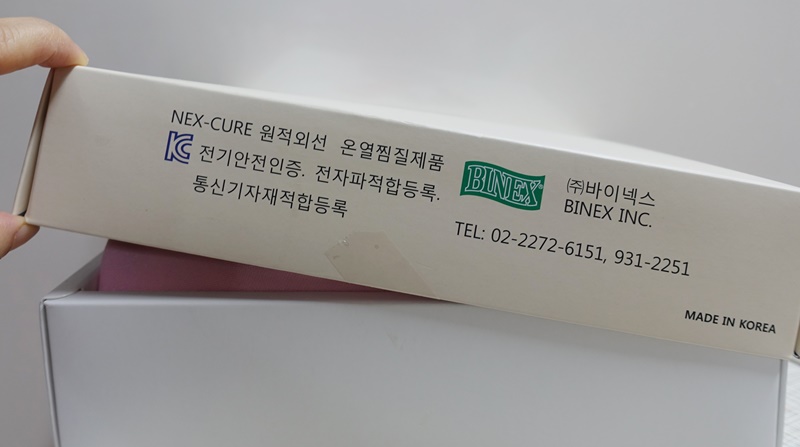 NEX-CURE 원적외선 온열찜질제품
KC 전기안전인증. 전자파적합등록.
통신기자재적합등록
BINEX®
㈜바이넥스
BINEX INC.
TEL: 02-2272-6151, 931-2251
MADE IN KOREA